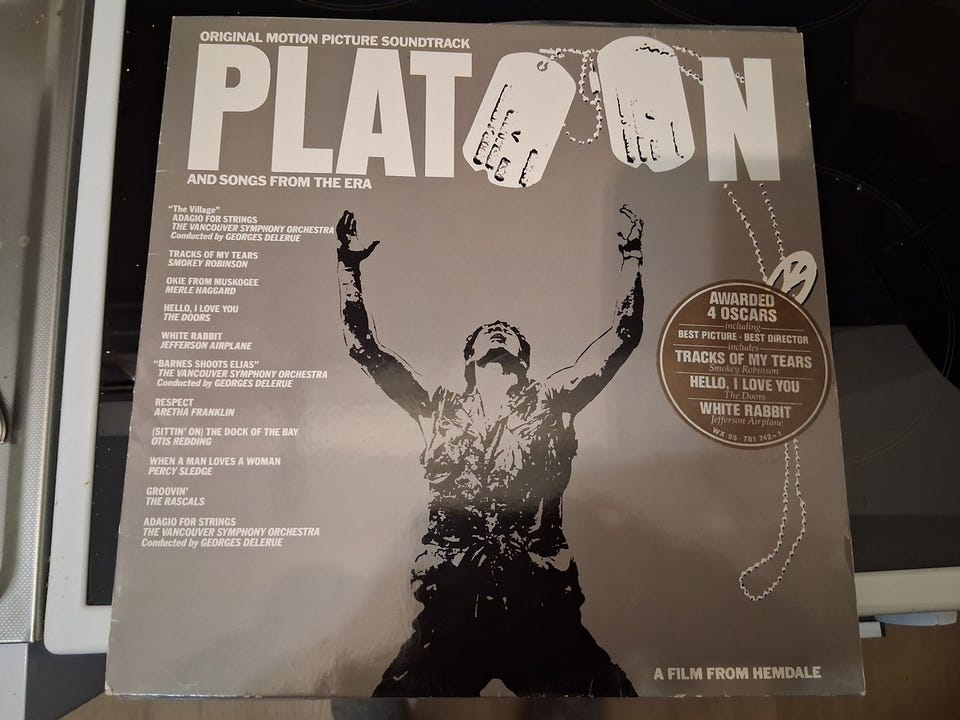 ORIGINAL MOTION PICTURE SOUNDTRACK
PLATOON
AND SONGS FROM THE ERA
"The Village"
ADAGIO FOR STRINGS
THE VANCOUVER SYMPHONY ORCHESTRA
Conducted by GEORGES DELERUE
TRACKS OF MY TEARS
SMOKEY ROBINSON
OKIE FROM MUSKOGEE
MERLE HAGGARD
HELLO, I LOVE YOU
THE DOORS
WHITE RABBIT
JEFFERSON AIRPLANE
"BARNES SHOOTS ELIAS"
THE VANCOUVER SYMPHONY ORCHESTRA
Conducted by GEORGES DELERUE
RESPECT
ARETHA FRANKLIN
(SITTIN' ON) THE DOCK OF THE BAY
OTIS REDDING
WHEN A MAN LOVES A WOMAN
PERCY SLEDGE
GROOVIN'
THE RASCALS
ADAGIO FOR STRINGS
THE VANCOUVER SYMPHONY ORCHESTRA
Conducted by GEORGES DELERUE
AWARDED
4 OSCARS
including
BEST PICTURE · BEST DIRECTOR
includes
TRACKS OF MY TEARS
Smokey Robinson
HELLO, I LOVE YOU
The Doors
WHITE RABBIT
Jefferson Airplane
WX 95 · 781 742-1
A FILM FROM HEMDALE